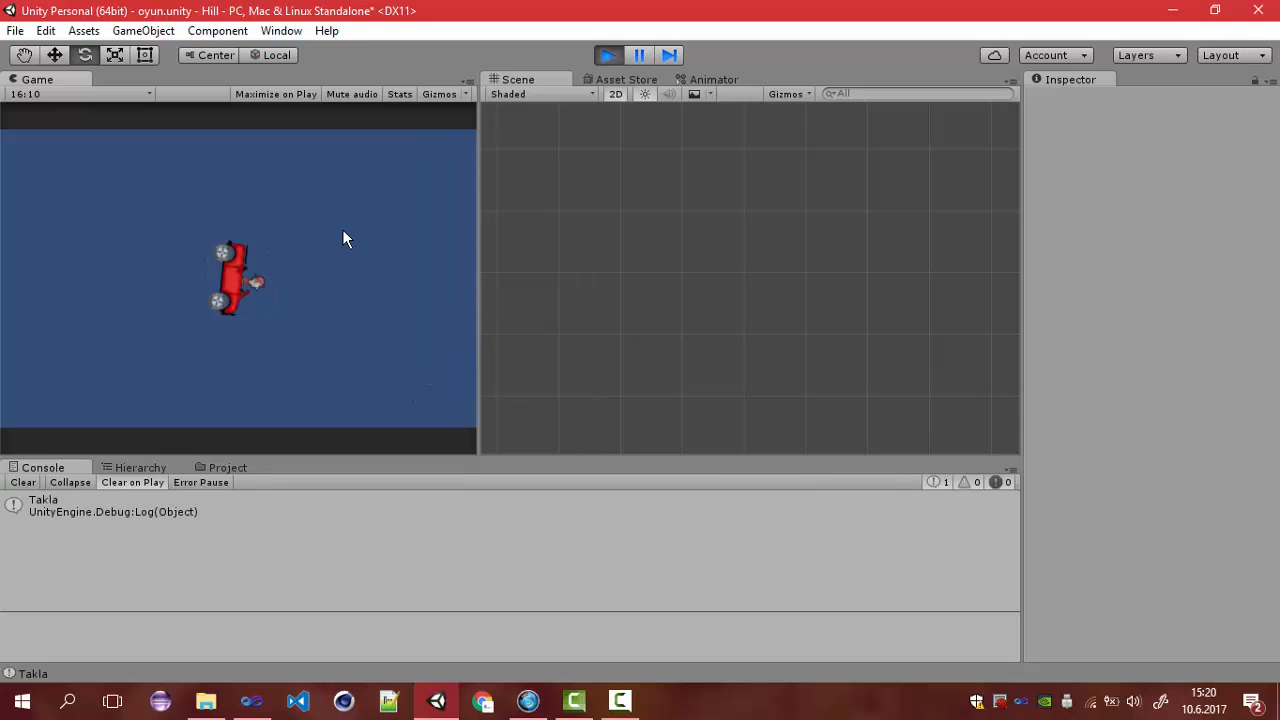 Unity Personal (64bit) - oyun.unity - Hill - PC, Mac & Linux Standalone* <DX11>
File Edit Assets GameObject Component Window Help
Center Local Account Layers Layout
Game Scene Asset Store Animator Inspector
16:10 Maximize on Play Mute audio Stats Gizmos Shaded 2D Gizmos All
Console Hierarchy Project
Clear Collapse Clear on Play Error Pause 1 0 0
Takla
UnityEngine.Debug:Log(Object)
Takla
15:20
10.6.2017
2